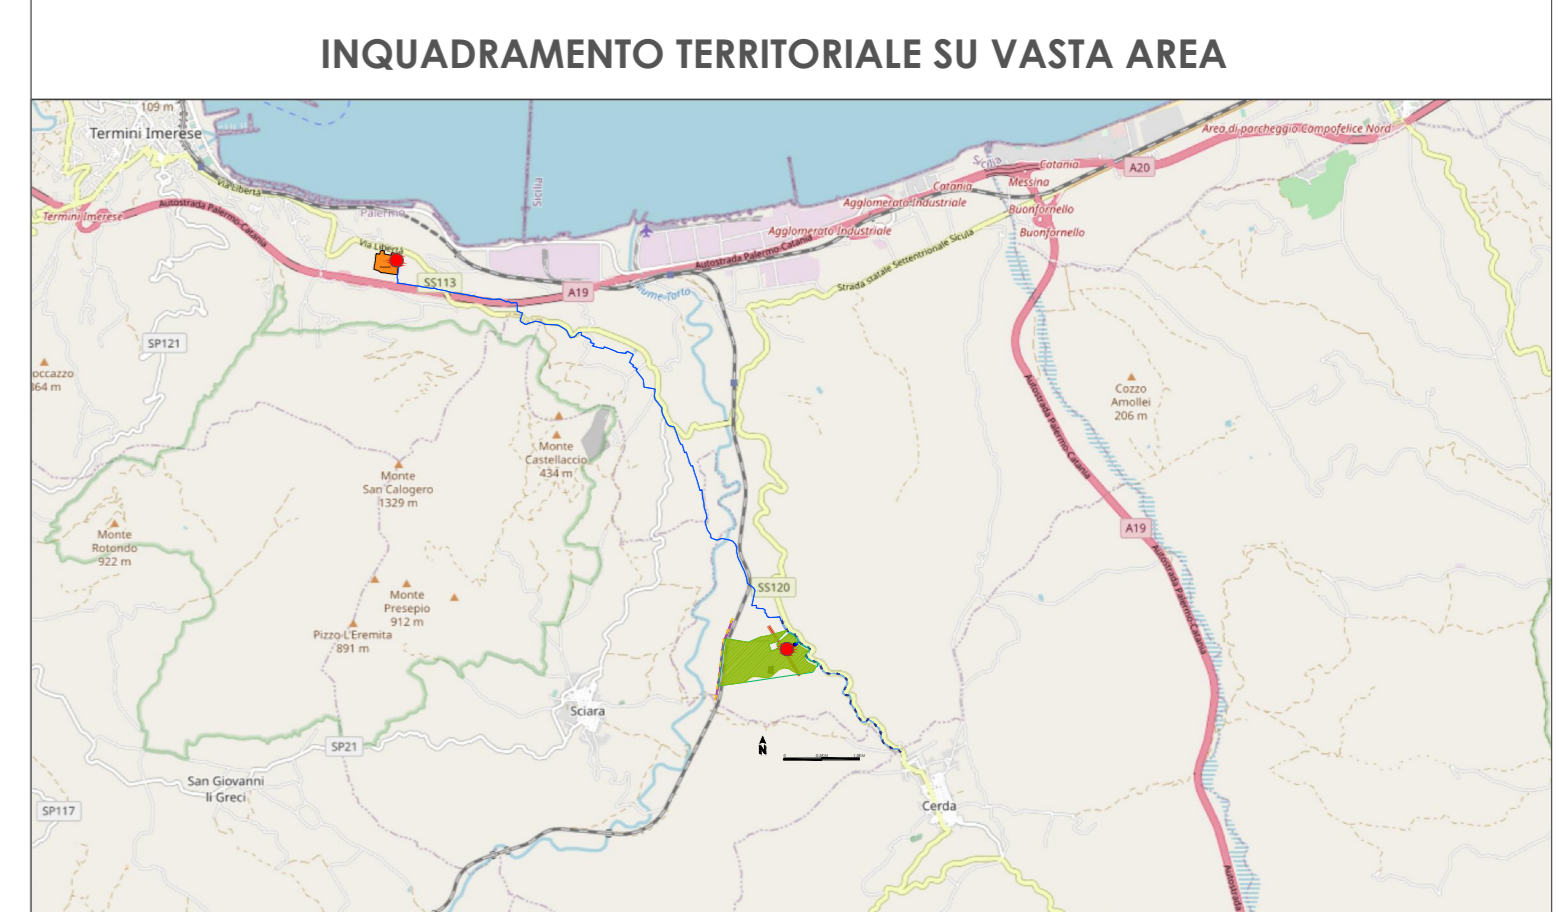 INQUADRAMENTO TERRITORIALE SU VASTA AREA
109 m
Termini Imerese
Area di parcheggio Campofelice Nord
Sicilia
Catania
A20
Via Libertà
Sicilia
Catania
Messina
Autostrada Palermo-Catania
Palermo
Agglomerato Industriale
Buonfornello
Termini Imerese
Agglomerato Industriale
Buonfornello
Via Libertà
Autostrada Palermo-Catania
Strada statale Settentrionale Sicula
SS113
A19
Fiume Torto
SP121
occazzo
364 m
Cozzo
Amollei
206 m
Autostrada Palermo-Catania
Monte
Castellaccio
434 m
Monte
San Calogero
1329 m
Monte
Rotondo
922 m
A19
Autostrada Palermo-Catania
SS120
Monte
Presepio
912 m
Pizzo L'Eremita
891 m
Sciara
SP21
N
San Giovanni
li Greci
SP117
Cerda
Autostrada